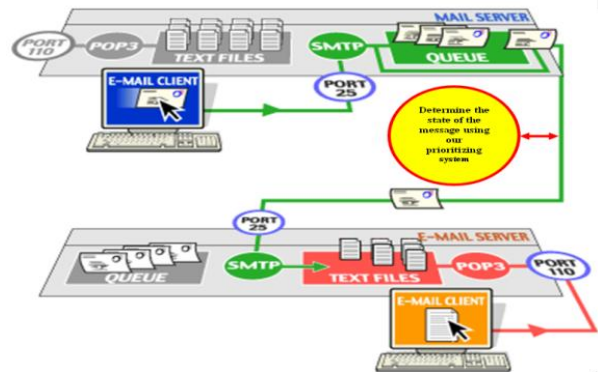 MAIL SERVER
PORT
110
POP3
TEXT FILES
SMTP
QUEUE
E-MAIL CLIENT
PORT
25
Determine the
state of the
message using
our
prioritizing
system
PORT
25
E-MAIL SERVER
QUEUE
SMTP
TEXT FILES
POP3
PORT
110
E-MAIL CLIENT